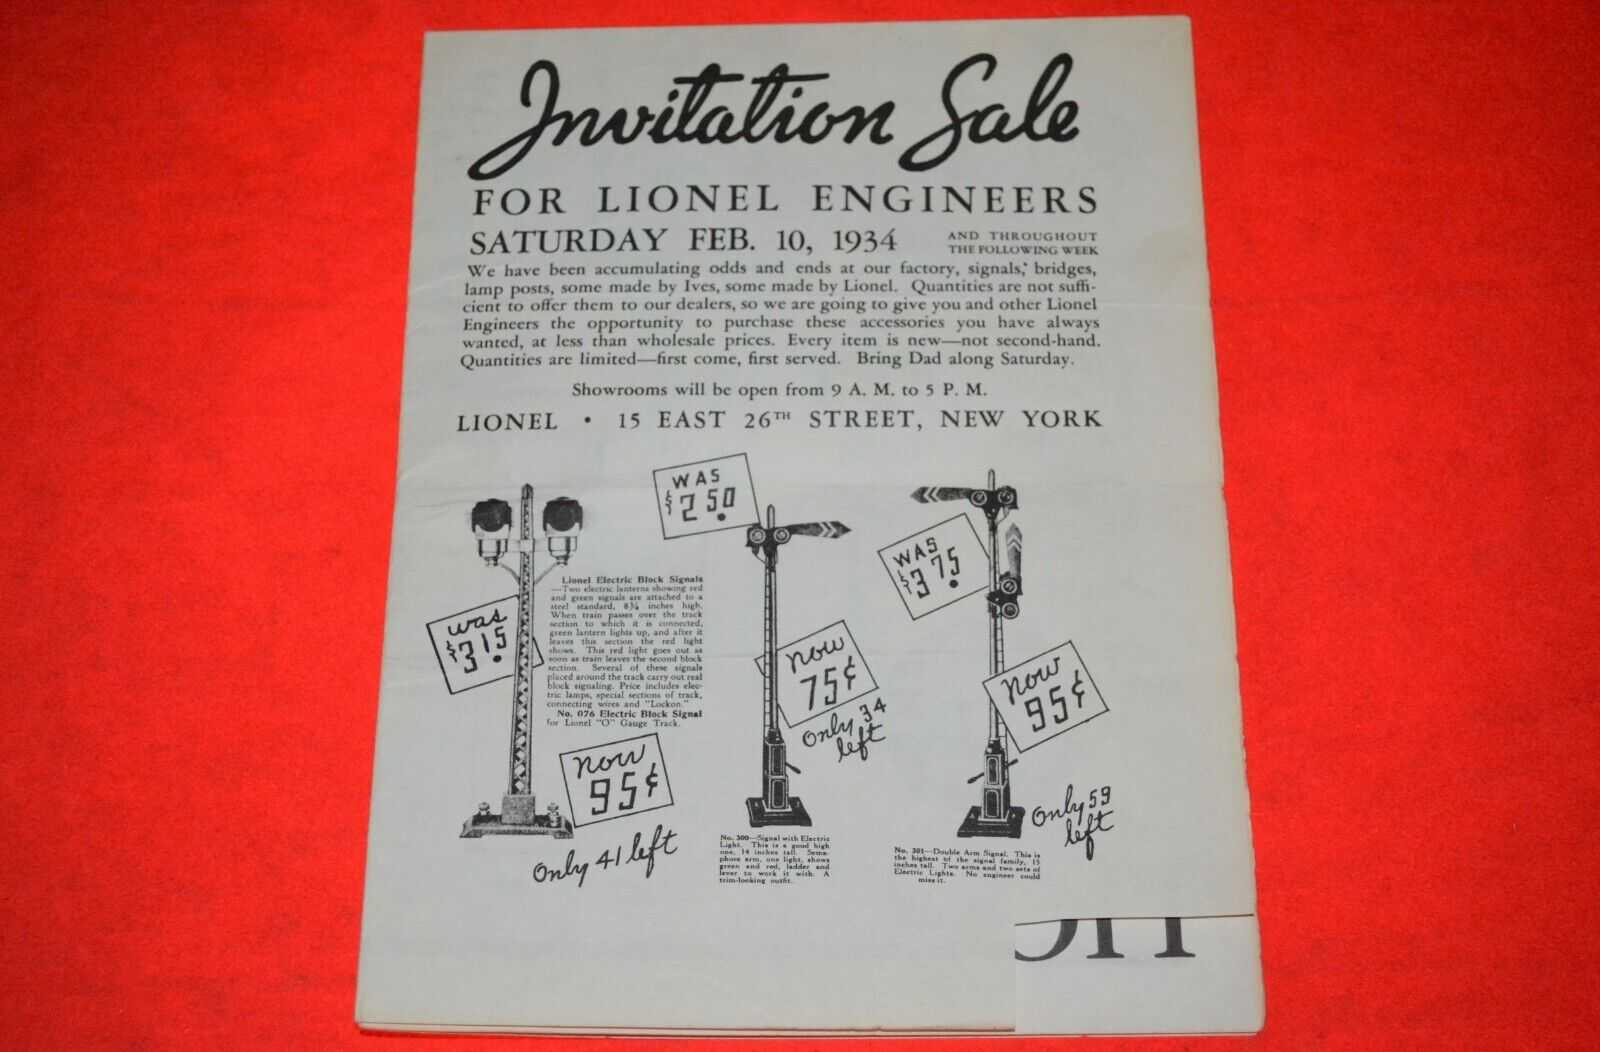 Invitation Sale
FOR LIONEL ENGINEERS
SATURDAY FEB. 10, 1934
AND THROUGHOUT
THE FOLLOWING WEEK
We have been accumulating odds and ends at our factory, signals, bridges,
lamp posts, some made by Ives, some made by Lionel. Quantities are not suffi-
cient to offer them to our dealers, so we are going to give you and other Lionel
Engineers the opportunity to purchase these accessories you have always
wanted, at less than wholesale prices. Every item is new—not second-hand.
Quantities are limited—first come, first served. Bring Dad along Saturday.
Showrooms will be open from 9 A. M. to 5 P. M.
LIONEL • 15 EAST 26TH STREET, NEW YORK
was
$3.15
Lionel Electric Block Signals
—Two electric lanterns showing red
and green signals are attached to a
steel standard, 8¾ inches high.
When train passes over the track
section to which it is connected,
green lantern lights up, and after it
leaves this section the red light
shows. This red light goes out as
soon as train leaves the second block
section. Several of these signals
placed around the track carry out real
block signaling. Price includes elec-
tric lamps, special sections of track,
connecting wires and "Lockon."
No. 076 Electric Block Signal
for Lionel "O" Gauge Track.
now
95¢
Only 41 left
WAS
$2.50
now
75¢
Only 34
left
No. 300—Signal with Electric
Light. This is a good high
one, 14 inches tall. Sema-
phore arm, one light, shows
green and red, ladder and
lever to work it with. A
trim-looking outfit.
WAS
$3.75
now
95¢
Only 59
left
No. 301—Double Arm Signal. This is
the highest of the signal family, 15
inches tall. Two arms and two sets of
Electric Lights. No engineer could
miss it.